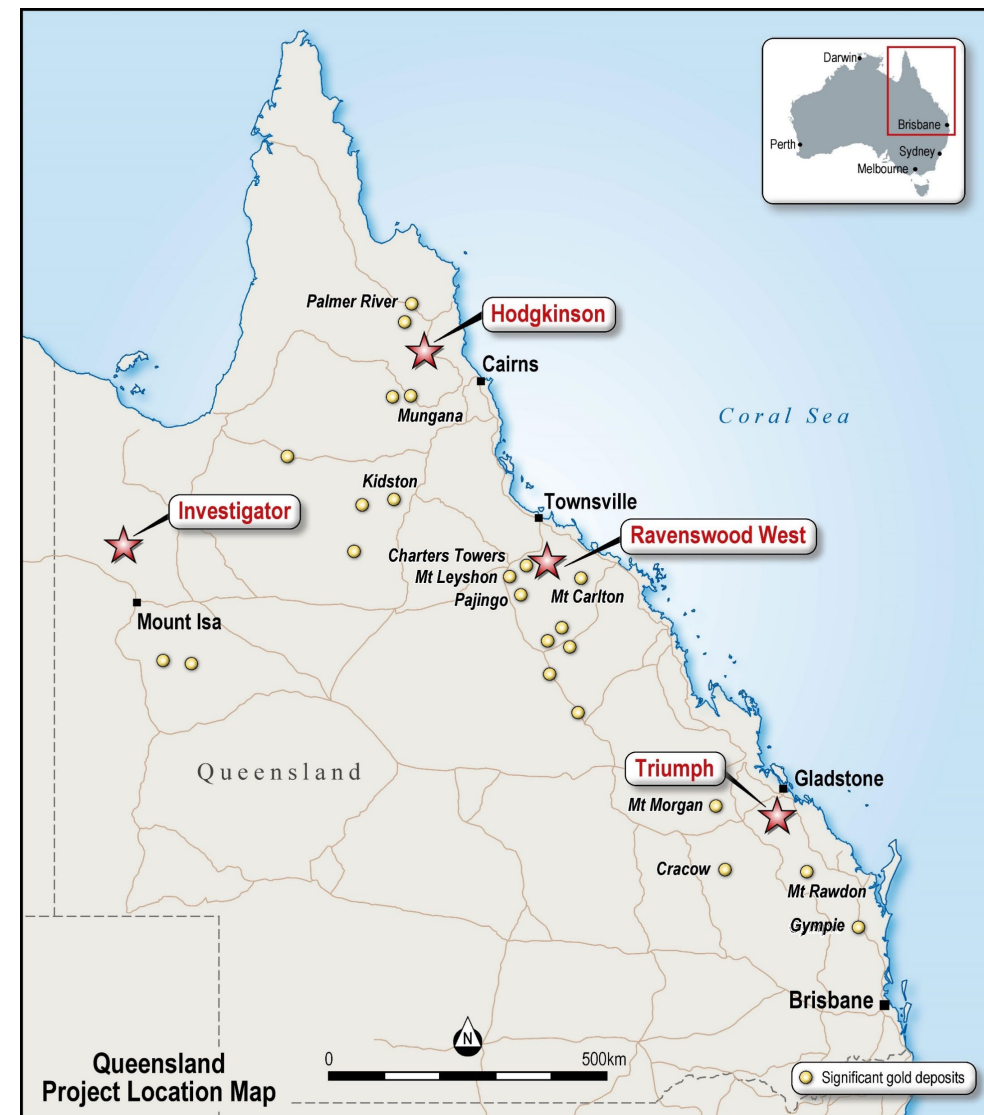 Darwin
Brisbane
Perth
Sydney
Melbourne
Palmer River
Hodgkinson
Cairns
Coral Sea
Mungana
Kidston
Investigator
Townsville
Ravenswood West
Charters Towers
Mt Leyshon
Pajingo
Mt Carlton
Mount Isa
Queensland
Triumph
Gladstone
Mt Morgan
Cracow
Mt Rawdon
Gympie
Brisbane
N
0
500km
Queensland
Project Location Map
Significant gold deposits